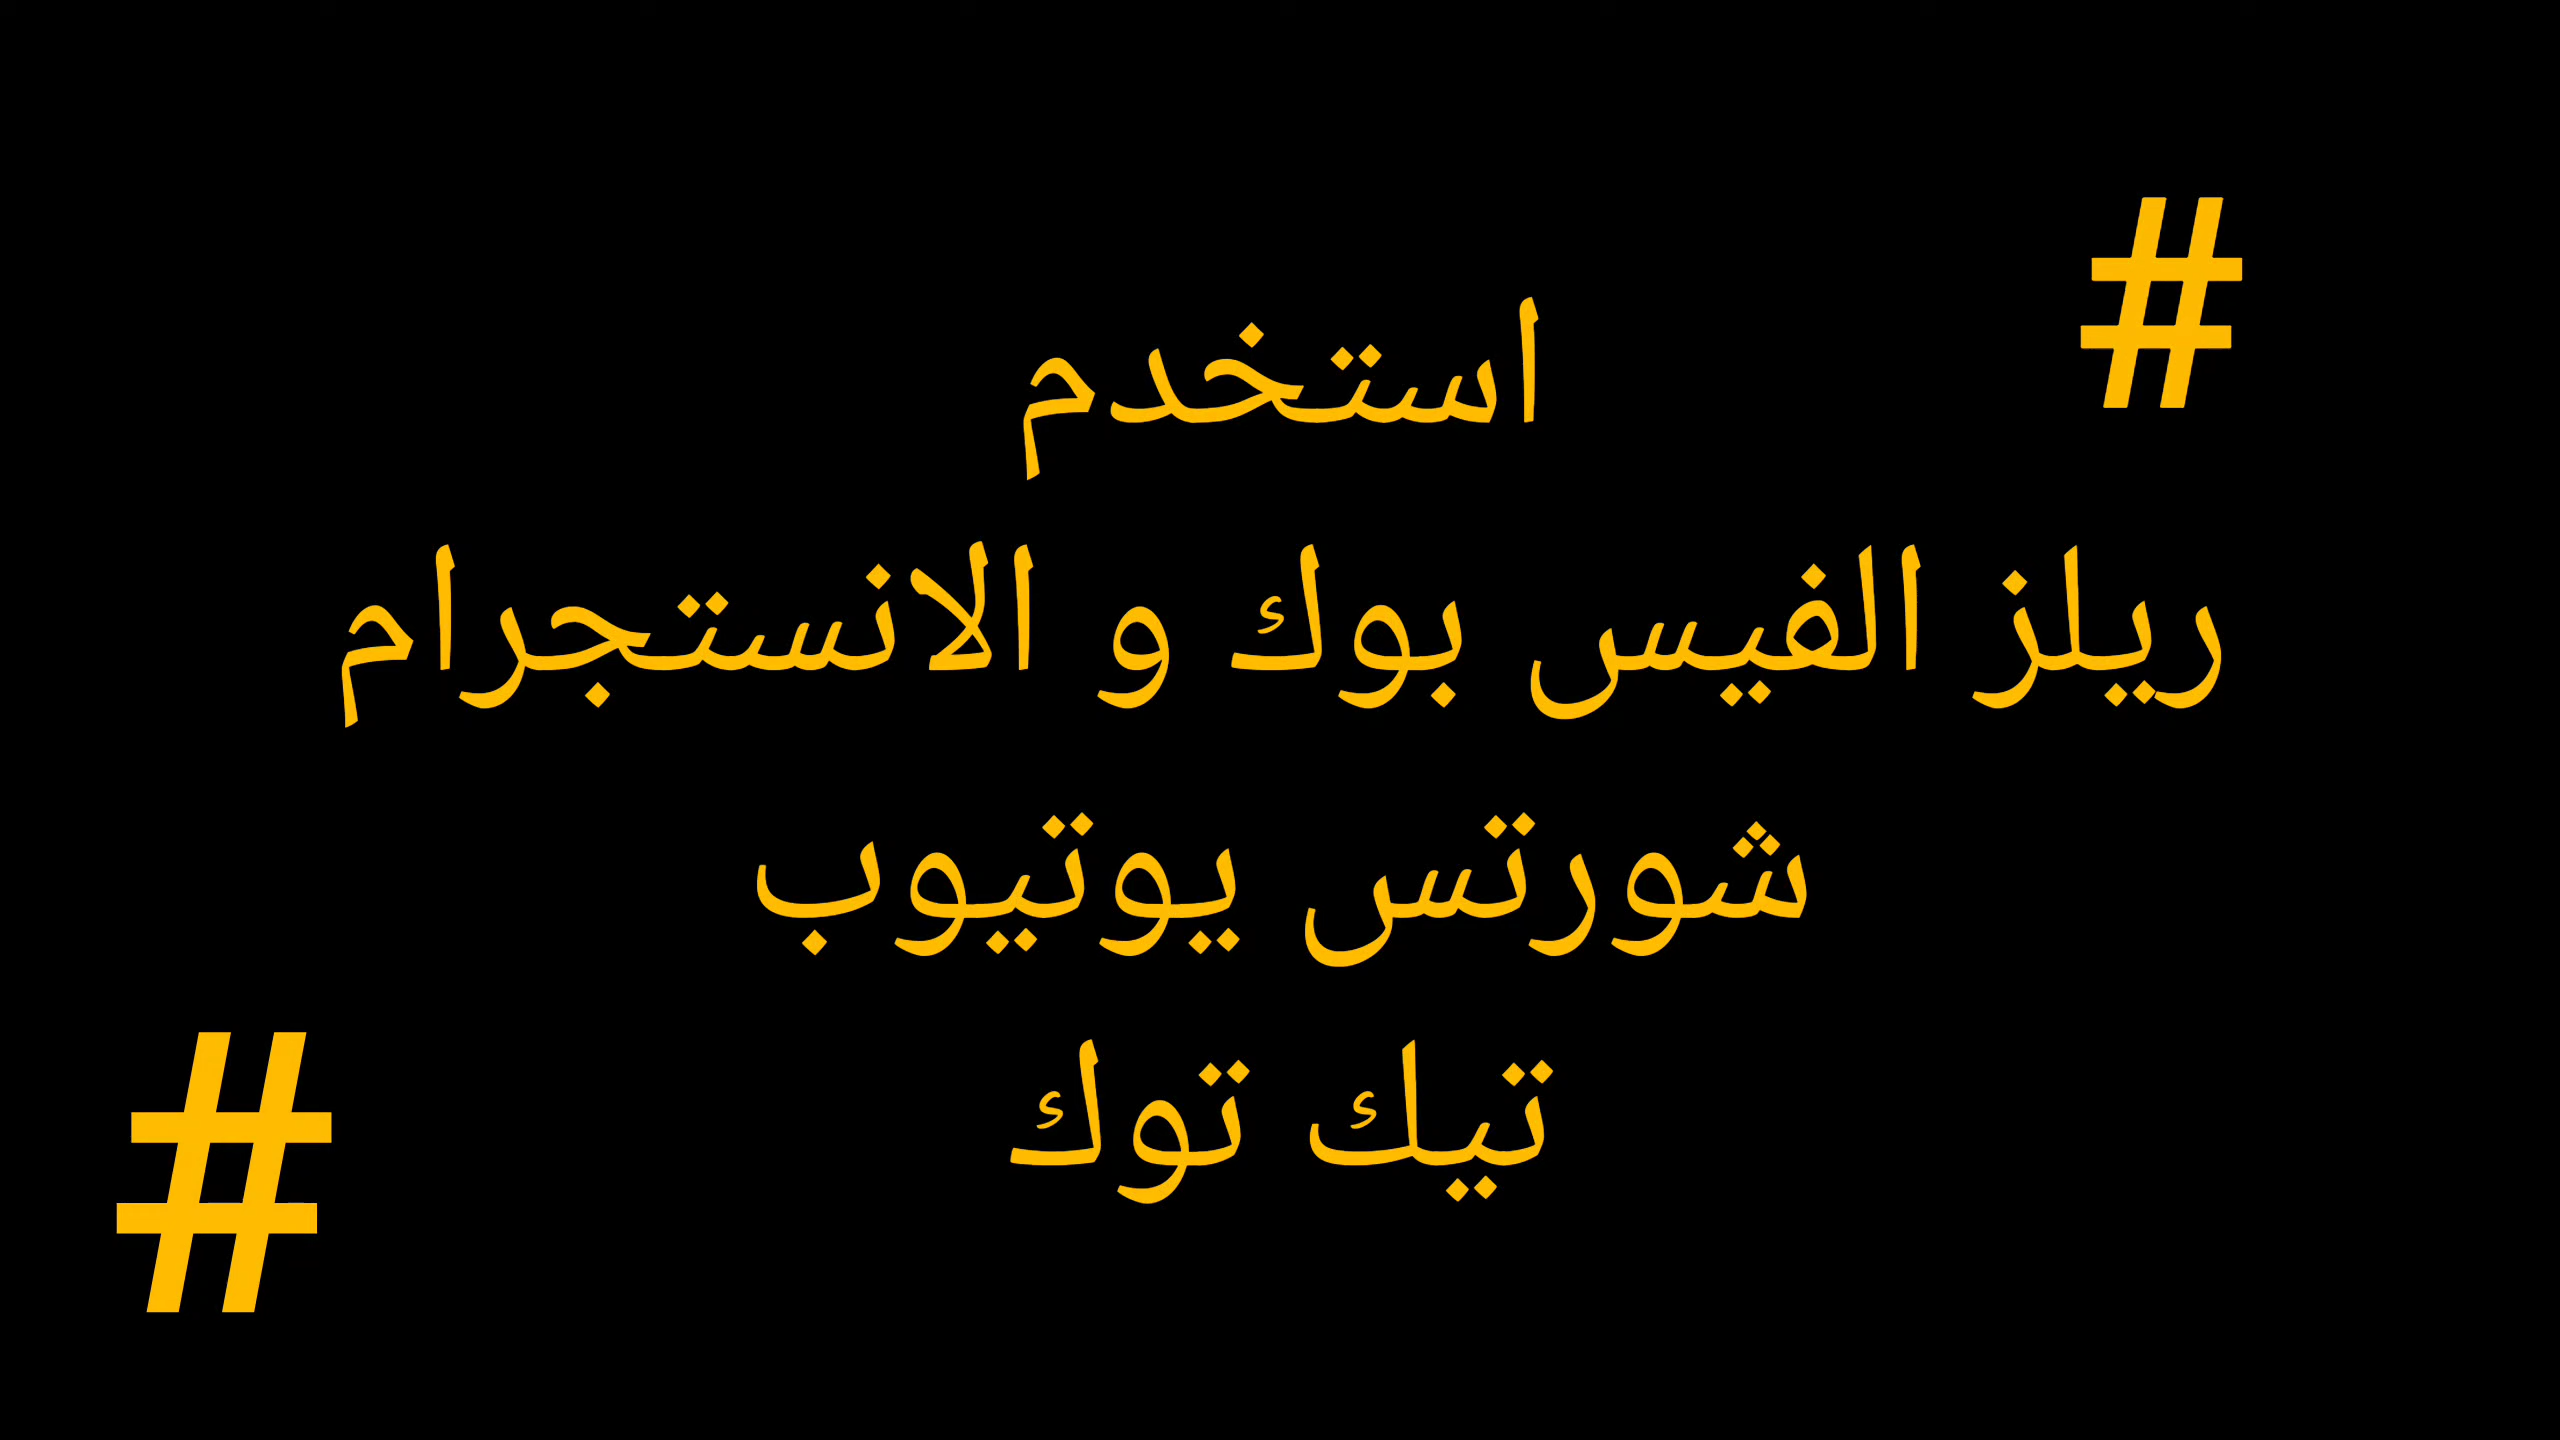 #
استخدم
ريلز الفيس بوك و الانستجرام
شورتس يوتيوب
تيك توك
#